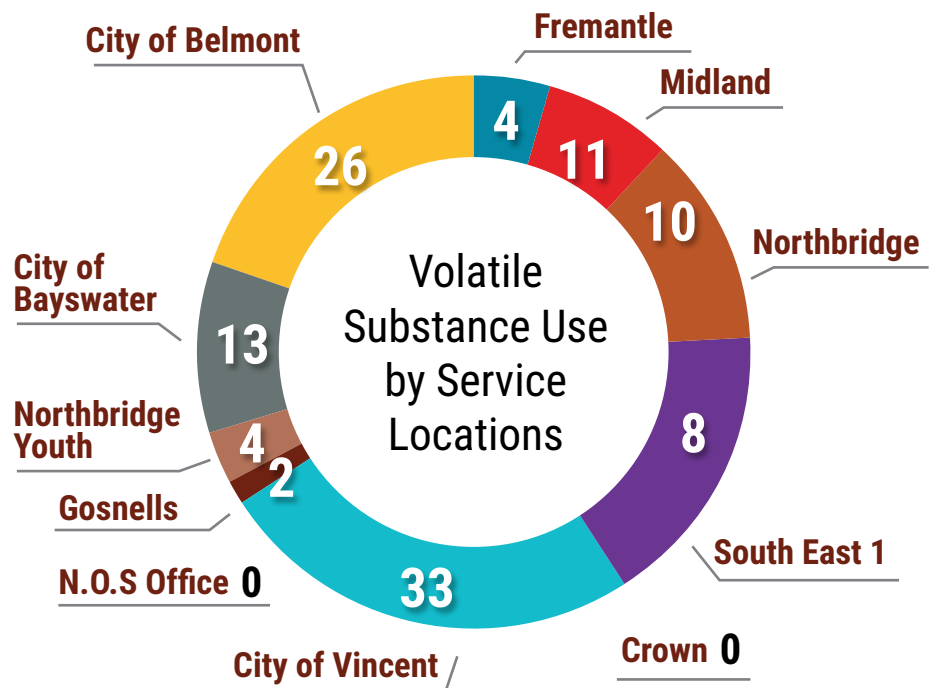 Fremantle
4
Midland
11
Northbridge
10
South East 1
8
Crown 0
City of Vincent
33
N.O.S Office 0
Gosnells
2
Northbridge
Youth
4
City of
Bayswater
13
City of Belmont
26
Volatile
Substance Use
by Service
Locations